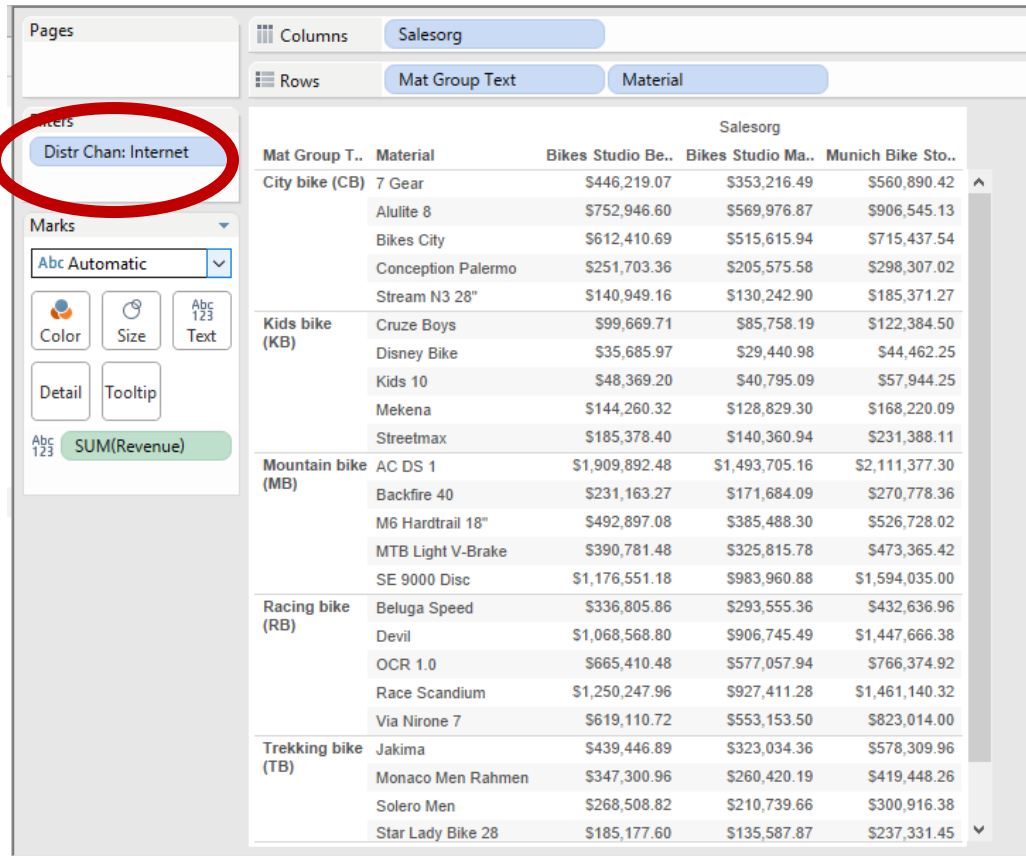 Pages
Columns Salesorg
Rows Mat Group Text Material
Filters
Distr Chan: Internet
Marks
Abc Automatic
Color Size Abc 123 Text
Detail Tooltip
Abc 123 SUM(Revenue)
Salesorg
Mat Group T.. Material Bikes Studio Be.. Bikes Studio Ma.. Munich Bike Sto..
City bike (CB) 7 Gear $446,219.07 $353,216.49 $560,890.42
Alulite 8 $752,946.60 $569,976.87 $906,545.13
Bikes City $612,410.69 $515,615.94 $715,437.54
Conception Palermo $251,703.36 $205,575.58 $298,307.02
Stream N3 28" $140,949.16 $130,242.90 $185,371.27
Kids bike (KB) Cruze Boys $99,669.71 $85,758.19 $122,384.50
Disney Bike $35,685.97 $29,440.98 $44,462.25
Kids 10 $48,369.20 $40,795.09 $57,944.25
Mekena $144,260.32 $128,829.30 $168,220.09
Streetmax $185,378.40 $140,360.94 $231,388.11
Mountain bike (MB) AC DS 1 $1,909,892.48 $1,493,705.16 $2,111,377.30
Backfire 40 $231,163.27 $171,684.09 $270,778.36
M6 Hardtrail 18" $492,897.08 $385,488.30 $526,728.02
MTB Light V-Brake $390,781.48 $325,815.78 $473,365.42
SE 9000 Disc $1,176,551.18 $983,960.88 $1,594,035.00
Racing bike (RB) Beluga Speed $336,805.86 $293,555.36 $432,636.96
Devil $1,068,568.80 $906,745.49 $1,447,666.38
OCR 1.0 $665,410.48 $577,057.94 $766,374.92
Race Scandium $1,250,247.96 $927,411.28 $1,461,140.32
Via Nirone 7 $619,110.72 $553,153.50 $823,014.00
Trekking bike (TB) Jakima $439,446.89 $323,034.36 $578,309.96
Monaco Men Rahmen $347,300.96 $260,420.19 $419,448.26
Solero Men $268,508.82 $210,739.66 $300,916.38
Star Lady Bike 28 $185,177.60 $135,587.87 $237,331.45